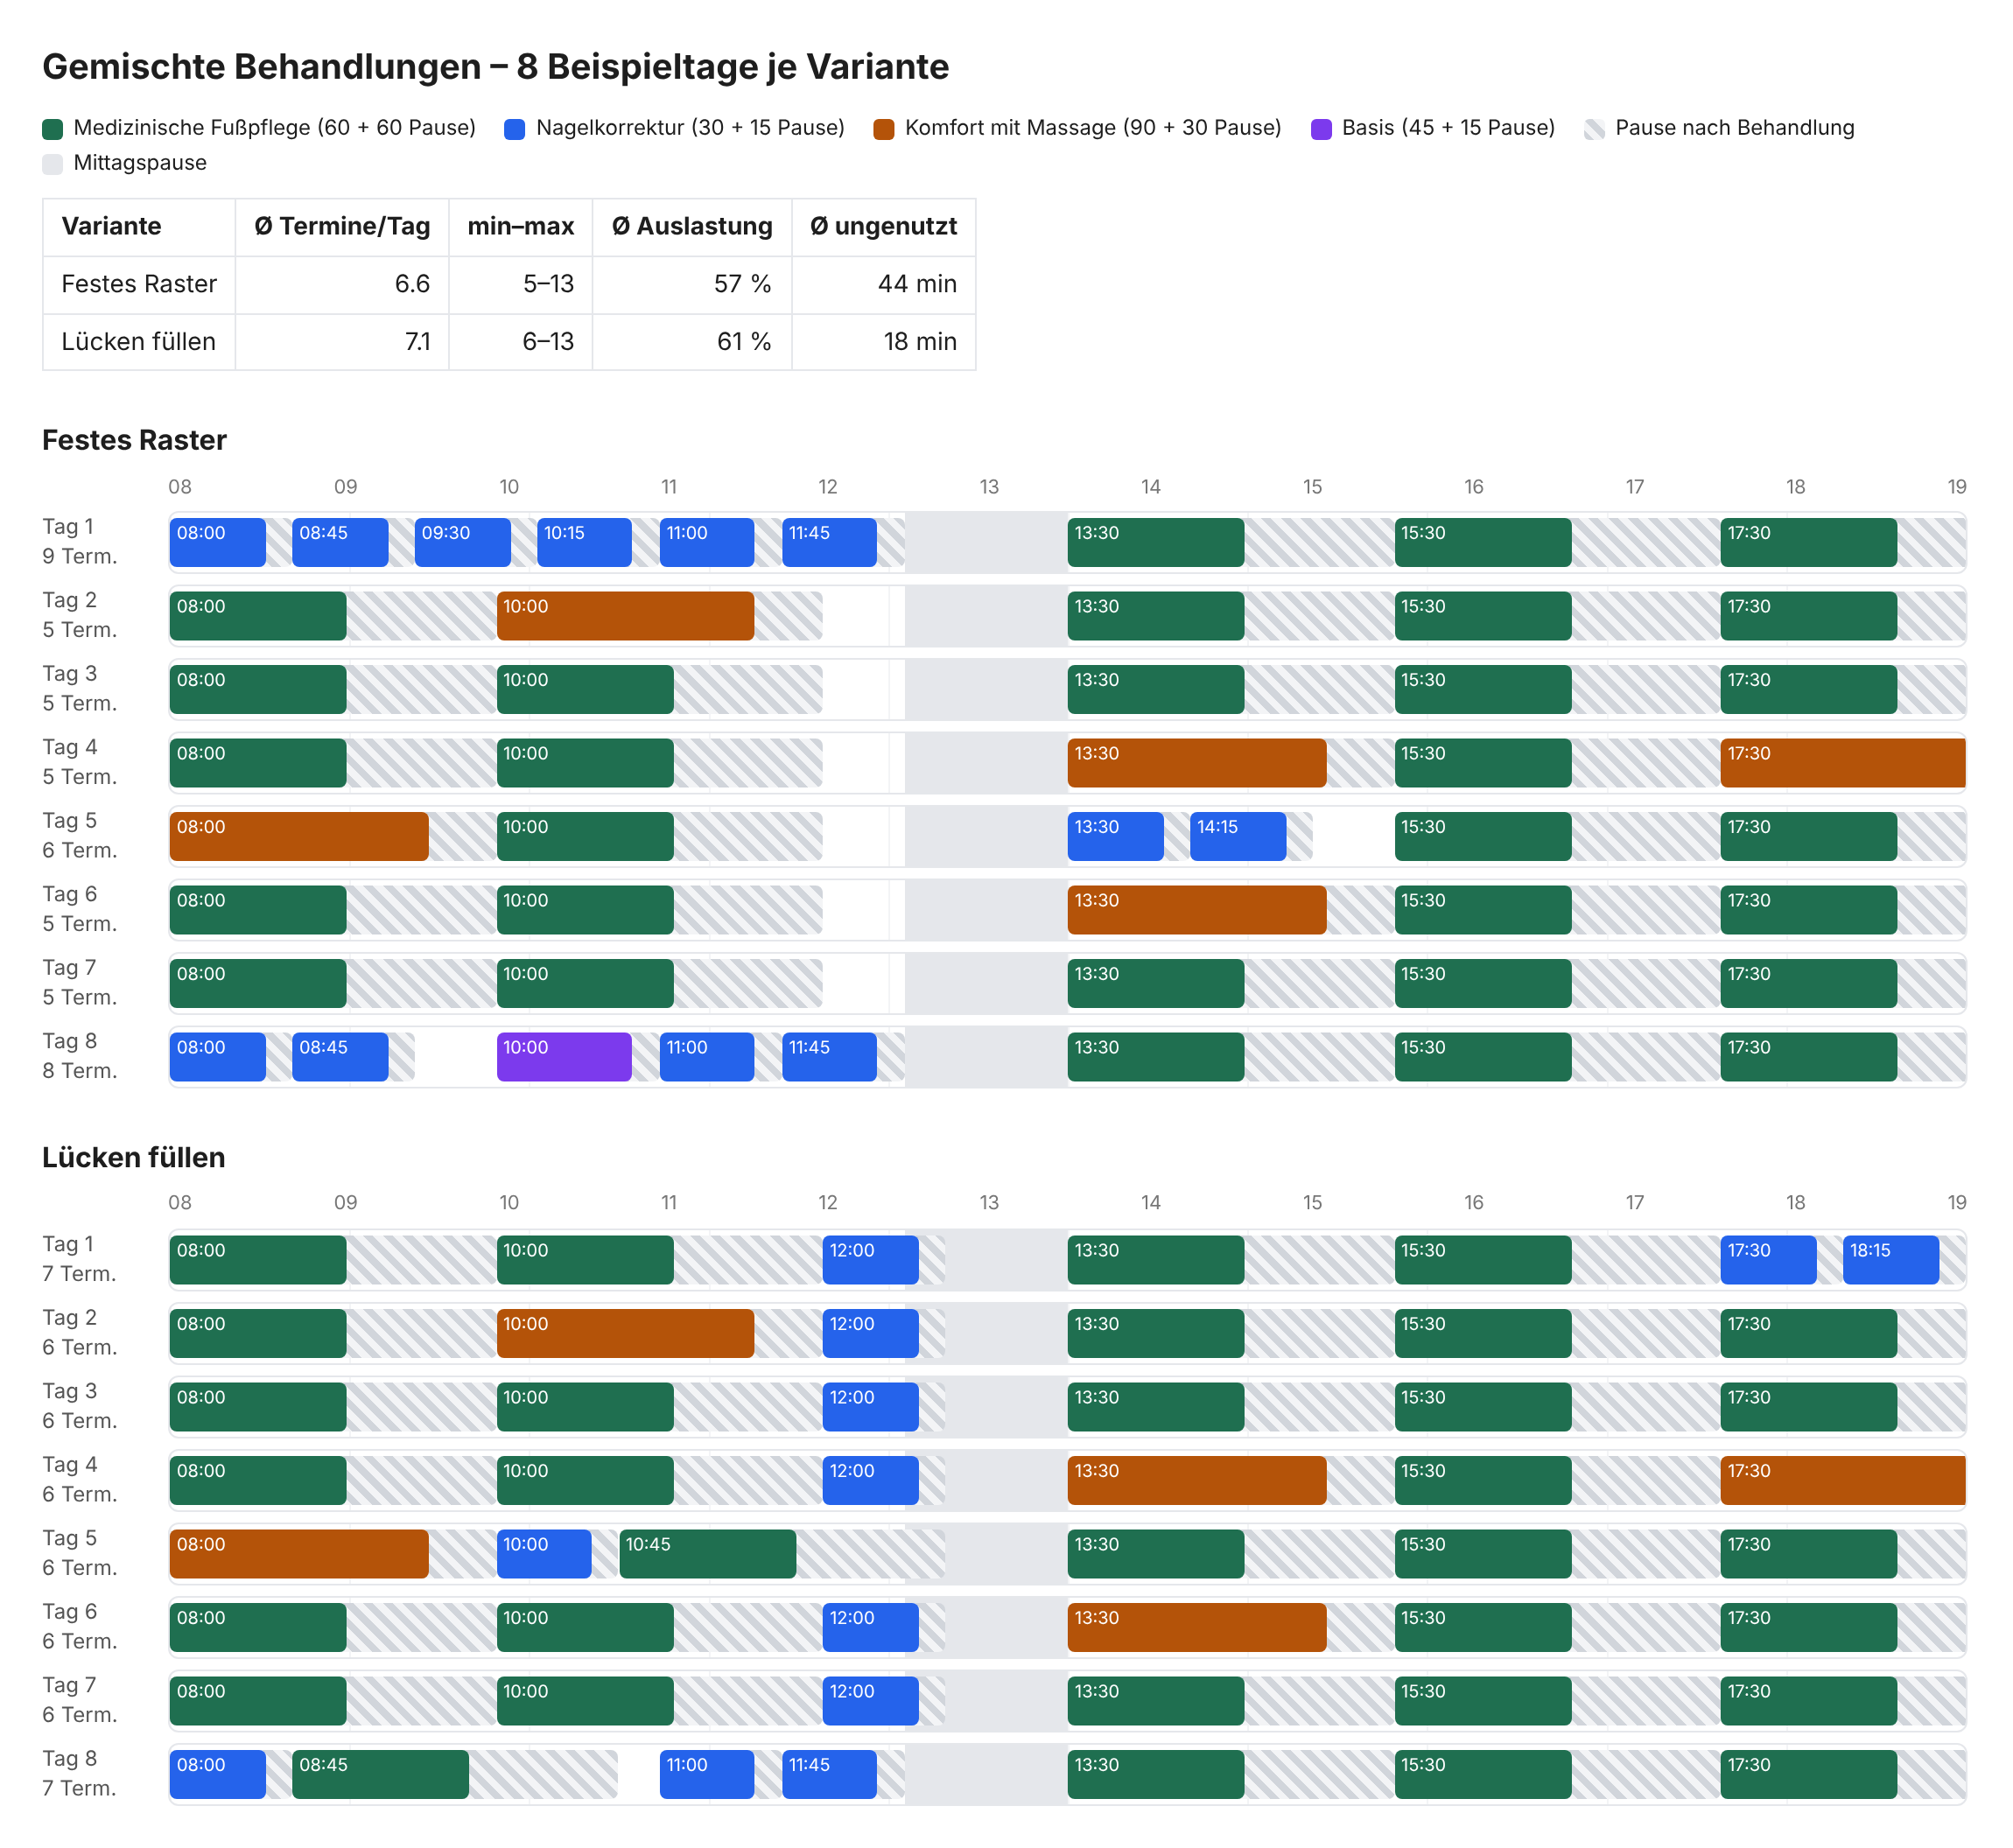 Gemischte Behandlungen – 8 Beispieltage je Variante
Medizinische Fußpflege (60 + 60 Pause) Nagelkorrektur (30 + 15 Pause) Komfort mit Massage (90 + 30 Pause) Basis (45 + 15 Pause) Pause nach Behandlung
Mittagspause
Variante Ø Termine/Tag min–max Ø Auslastung Ø ungenutzt
Festes Raster 6.6 5–13 57 % 44 min
Lücken füllen 7.1 6–13 61 % 18 min
Festes Raster
08 09 10 11 12 13 14 15 16 17 18 19
Tag 1
9 Term.
08:00 08:45 09:30 10:15 11:00 11:45 13:30 15:30 17:30
Tag 2
5 Term.
08:00 10:00 13:30 15:30 17:30
Tag 3
5 Term.
08:00 10:00 13:30 15:30 17:30
Tag 4
5 Term.
08:00 10:00 13:30 15:30 17:30
Tag 5
6 Term.
08:00 10:00 13:30 14:15 15:30 17:30
Tag 6
5 Term.
08:00 10:00 13:30 15:30 17:30
Tag 7
5 Term.
08:00 10:00 13:30 15:30 17:30
Tag 8
8 Term.
08:00 08:45 10:00 11:00 11:45 13:30 15:30 17:30
Lücken füllen
08 09 10 11 12 13 14 15 16 17 18 19
Tag 1
7 Term.
08:00 10:00 12:00 13:30 15:30 17:30 18:15
Tag 2
6 Term.
08:00 10:00 12:00 13:30 15:30 17:30
Tag 3
6 Term.
08:00 10:00 12:00 13:30 15:30 17:30
Tag 4
6 Term.
08:00 10:00 12:00 13:30 15:30 17:30
Tag 5
6 Term.
08:00 10:00 10:45 13:30 15:30 17:30
Tag 6
6 Term.
08:00 10:00 12:00 13:30 15:30 17:30
Tag 7
6 Term.
08:00 10:00 12:00 13:30 15:30 17:30
Tag 8
7 Term.
08:00 08:45 11:00 11:45 13:30 15:30 17:30